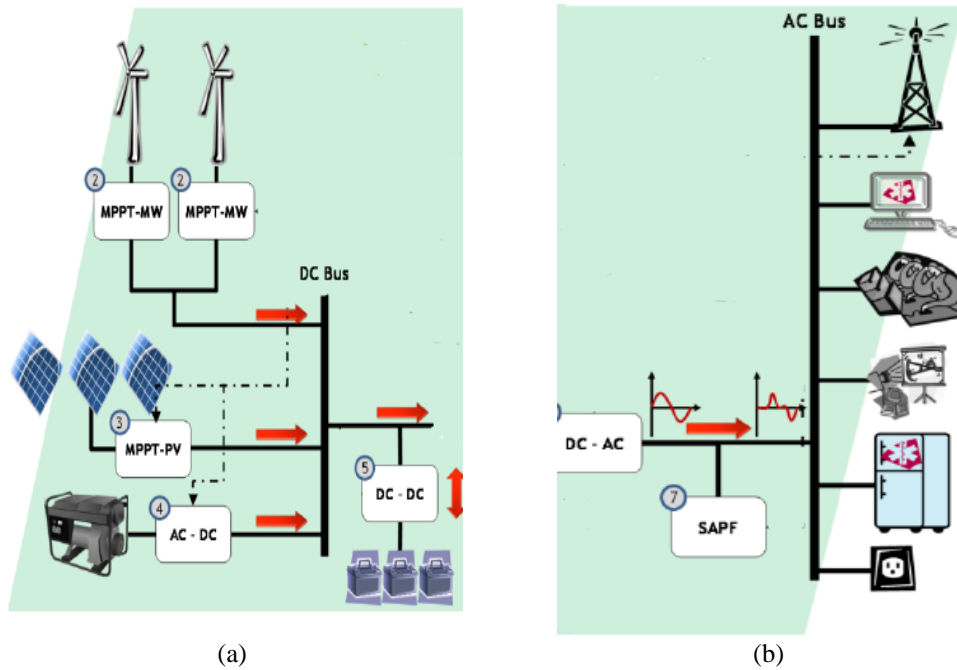 AC Bus
2
2
MPPT-MW
MPPT-MW
DC Bus
3
MPPT-PV
5
DC - DC
DC - AC
4
AC - DC
7
SAPF
(a)
(b)